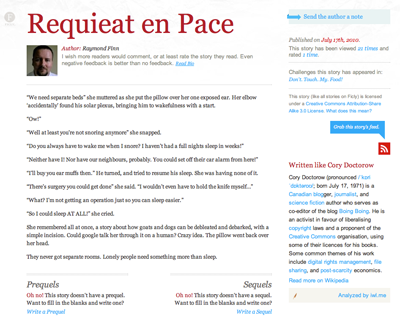 Requieat en Pace
Author: Raymond Finn
I wish more readers would comment, or at least rate the story they read.
Even negative feedback is better than no feedback. Read Bio
"We need separate beds" she muttered as she put the pillow over her one exposed ear. Her elbow
'accidentally' found his solar plexus, bringing him to wakefulness with a start.
"Ow!"
"Well at least you're not snoring anymore" she snapped.
"Do you always have to wake me when I snore? I haven't had a full nights sleep in weeks!"
"Neither have I! Nor have our neighbours, probably. You could set off their car alarm from here!"
"I'll buy you ear muffs then." He turned, and tried to resume his sleep. She was having none of it.
"There's surgery you could get done" she said. "I wouldn't even have to hold the knife myself..."
"What? I'm not getting an operation just so you can sleep easier."
"So I could sleep AT ALL!" she cried.
She remembered all at once, a story about how goats and dogs can be debleated and debarked, with a
simple incision. Could google talk her through it on a human? Crazy idea. The pillow went back over
her head.
They never got separate rooms. Lonely people need something more than sleep.
Prequels
Oh no! This story doesn't have a prequel.
Want to fill in the blanks and write one?
Write a Prequel
Sequels
Oh no! This story doesn't have a sequel.
Want to fill in the blanks and write one?
Write a Sequel
Send the author a note
Published on July 17th, 2010.
This story has been viewed 21 times and
rated 1 time.
Challenges this story has appeared in:
Don't. Touch. My. Feed!
This story (like all stories on Ficly) is licensed
under a Creative Commons Attribution Share
Alike 3.0 License. What does this mean?
Grab this story's feed.
Written like Cory Doctorow
Cory Doctorow (pronounced /ˈkɒri
ˈdɒktəroʊ/; born July 17, 1971) is a
Canadian blogger, journalist, and
science fiction author who serves as
co-editor of the blog Boing Boing. He is
an activist in favour of liberalising
copyright laws and a proponent of the
Creative Commons organisation, using
some of their licences for his books.
Some common themes of his work
include digital rights management, file
sharing, and post-scarcity economics.
Read more on Wikipedia
Analyzed by iwl.me